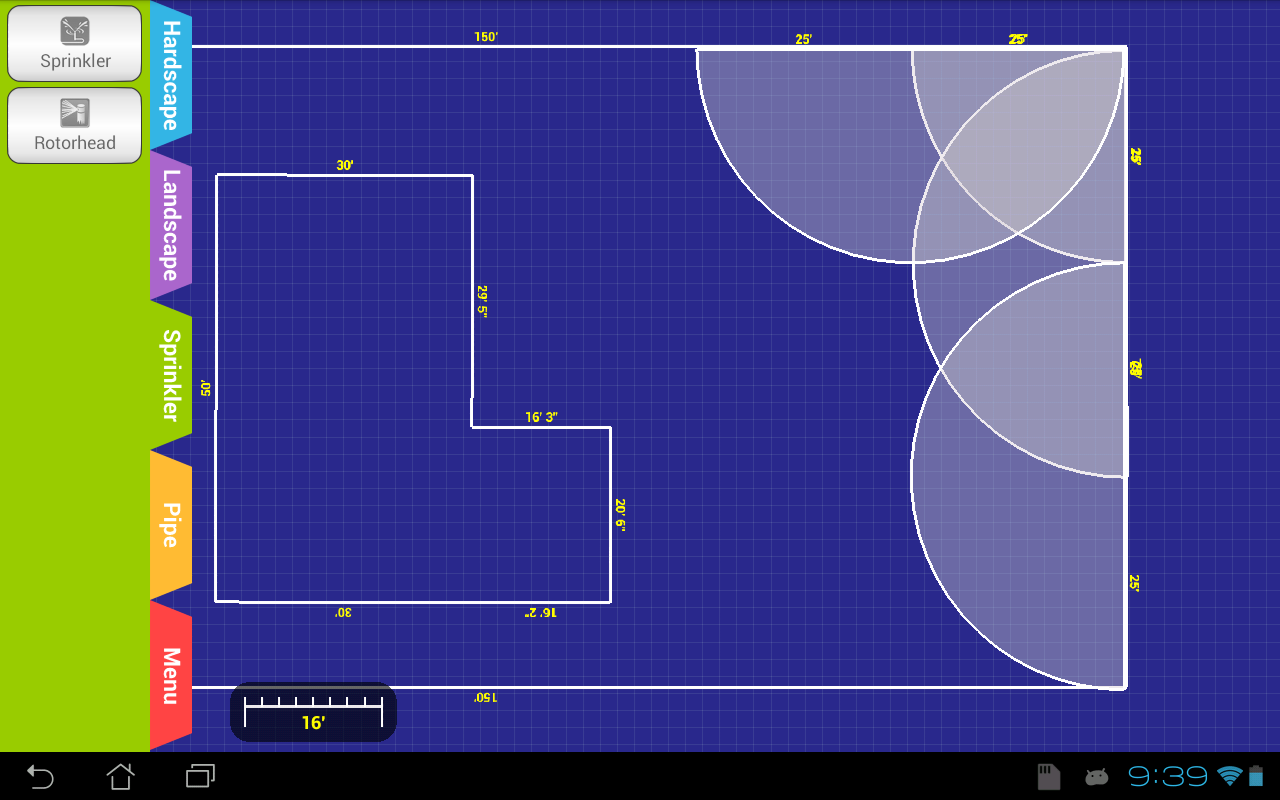 Sprinkler
Rotorhead
Hardscape
Landscape
Sprinkler
Pipe
Menu
150'
25'
25'
30'
29' 5"
50'
16' 3"
20' 6"
30'
16' 2"
25'
150'
16'
9:39